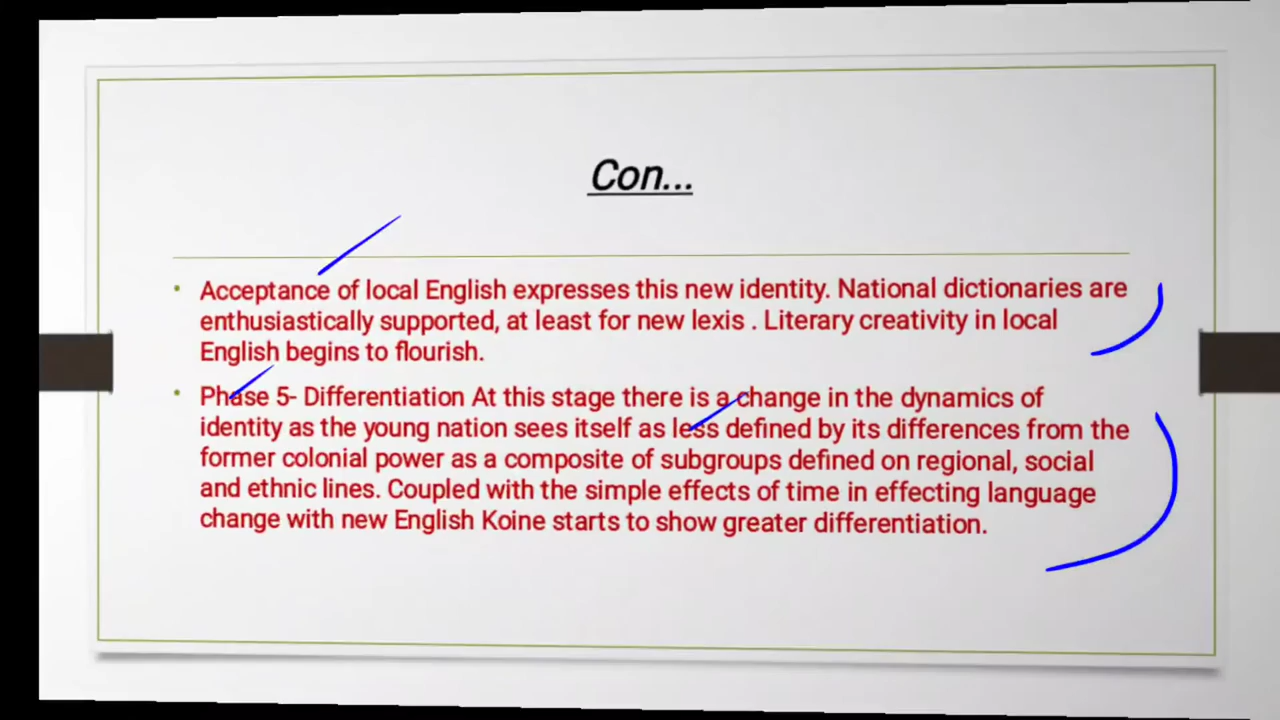 Con...
• Acceptance of local English expresses this new identity. National dictionaries are
enthusiastically supported, at least for new lexis . Literary creativity in local
English begins to flourish.
• Phase 5- Differentiation At this stage there is a change in the dynamics of
identity as the young nation sees itself as less defined by its differences from the
former colonial power as a composite of subgroups defined on regional, social
and ethnic lines. Coupled with the simple effects of time in effecting language
change with new English Koine starts to show greater differentiation.